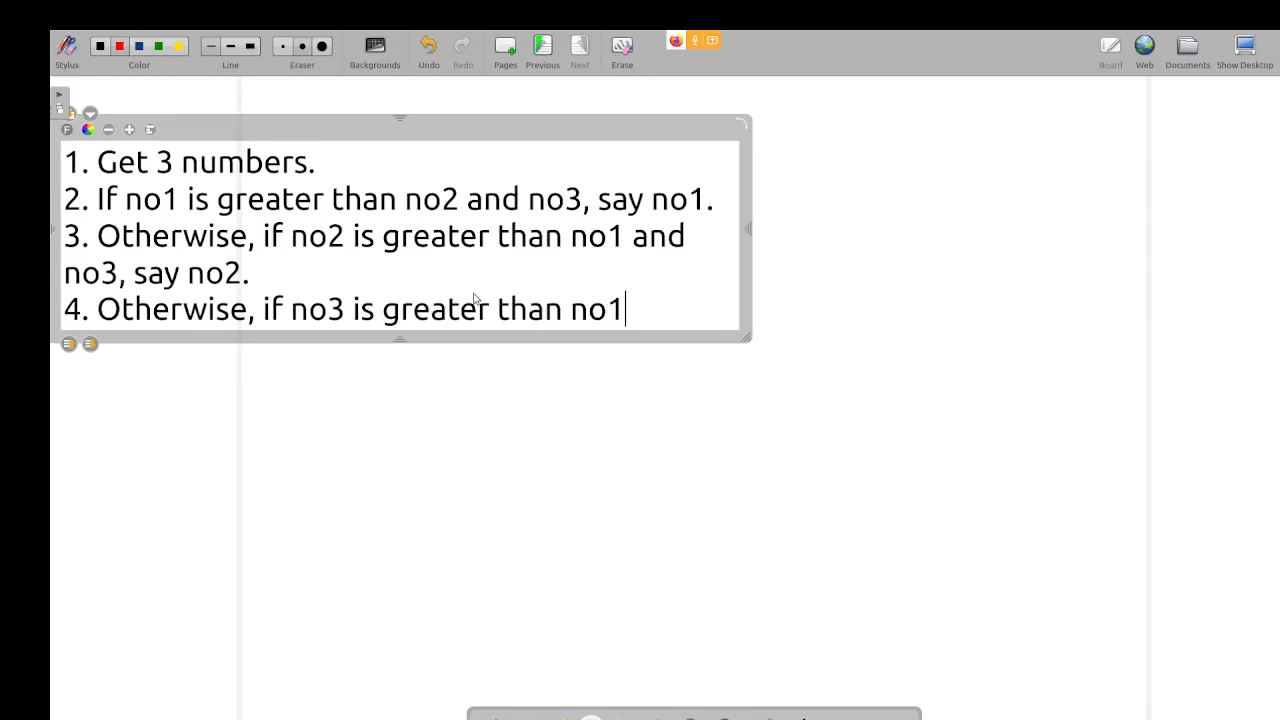 Stylus
Color
Line
Eraser
Backgrounds
Undo
Redo
Pages
Previous
Next
Erase
Board
Web
Documents
Show Desktop
F
1. Get 3 numbers.
2. If no1 is greater than no2 and no3, say no1.
3. Otherwise, if no2 is greater than no1 and
no3, say no2.
4. Otherwise, if no3 is greater than no1